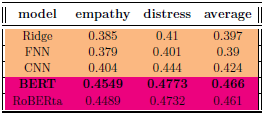 model empathy distress average
Ridge 0.385 0.41 0.397
FNN 0.379 0.401 0.39
CNN 0.404 0.444 0.424
BERT 0.4549 0.4773 0.466
RoBERta 0.4489 0.4732 0.461